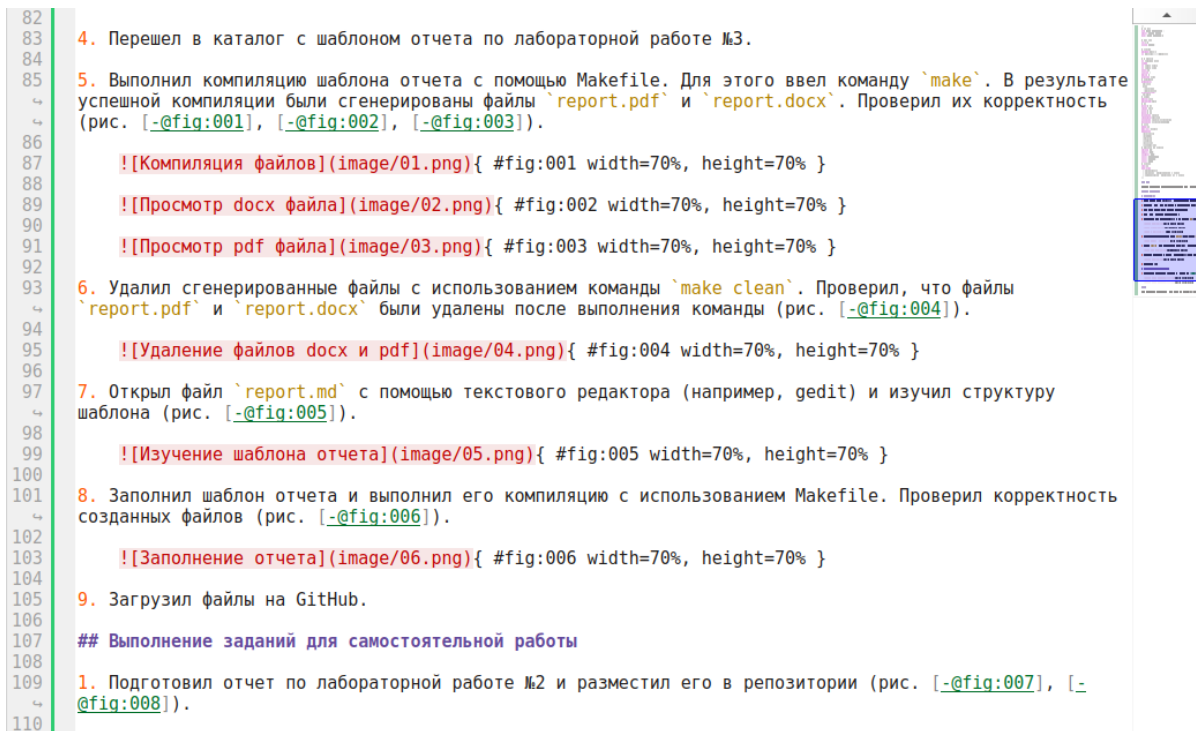 82
83 4. Перешел в каталог с шаблоном отчета по лабораторной работе №3.
84
85 5. Выполнил компиляцию шаблона отчета с помощью Makefile. Для этого ввел команду `make`. В результате
↪ успешной компиляции были сгенерированы файлы `report.pdf` и `report.docx`. Проверил их корректность
↪ (рис. [-@fig:001], [-@fig:002], [-@fig:003]).
86
87 ![Компиляция файлов](image/01.png){ #fig:001 width=70%, height=70% }
88
89 ![Просмотр docx файла](image/02.png){ #fig:002 width=70%, height=70% }
90
91 ![Просмотр pdf файла](image/03.png){ #fig:003 width=70%, height=70% }
92
93 6. Удалил сгенерированные файлы с использованием команды `make clean`. Проверил, что файлы
↪ `report.pdf` и `report.docx` были удалены после выполнения команды (рис. [-@fig:004]).
94
95 ![Удаление файлов docx и pdf](image/04.png){ #fig:004 width=70%, height=70% }
96
97 7. Открыл файл `report.md` с помощью текстового редактора (например, gedit) и изучил структуру
↪ шаблона (рис. [-@fig:005]).
98
99 ![Изучение шаблона отчета](image/05.png){ #fig:005 width=70%, height=70% }
100
101 8. Заполнил шаблон отчета и выполнил его компиляцию с использованием Makefile. Проверил корректность
↪ созданных файлов (рис. [-@fig:006]).
102
103 ![Заполнение отчета](image/06.png){ #fig:006 width=70%, height=70% }
104
105 9. Загрузил файлы на GitHub.
106
107 ## Выполнение заданий для самостоятельной работы
108
109 1. Подготовил отчет по лабораторной работе №2 и разместил его в репозитории (рис. [-@fig:007], [-
↪ @fig:008]).
110